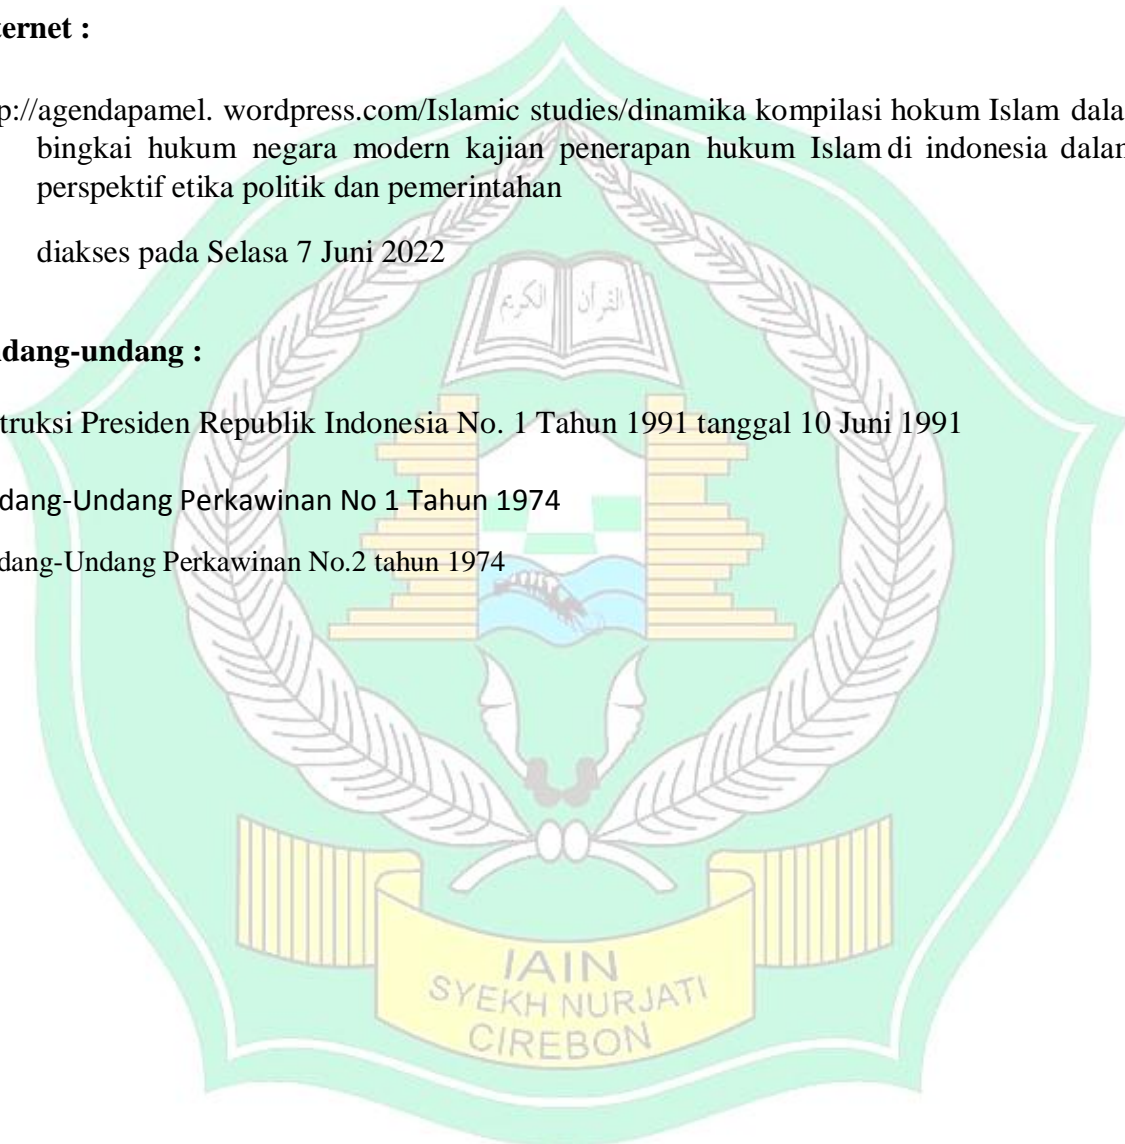 ternet :
p://agendapamel. wordpress.com/Islamic studies/dinamika kompilasi hokum Islam dala
bingkai hukum negara modern kajian penerapan hukum Islam di indonesia dalam
perspektif etika politik dan pemerintahan
diakses pada Selasa 7 Juni 2022
القرآن الكريم
dang-undang :
truksi Presiden Republik Indonesia No. 1 Tahun 1991 tanggal 10 Juni 1991
dang-Undang Perkawinan No 1 Tahun 1974
dang-Undang Perkawinan No.2 tahun 1974
IAIN
SYEKH NURJATI
CIREBON